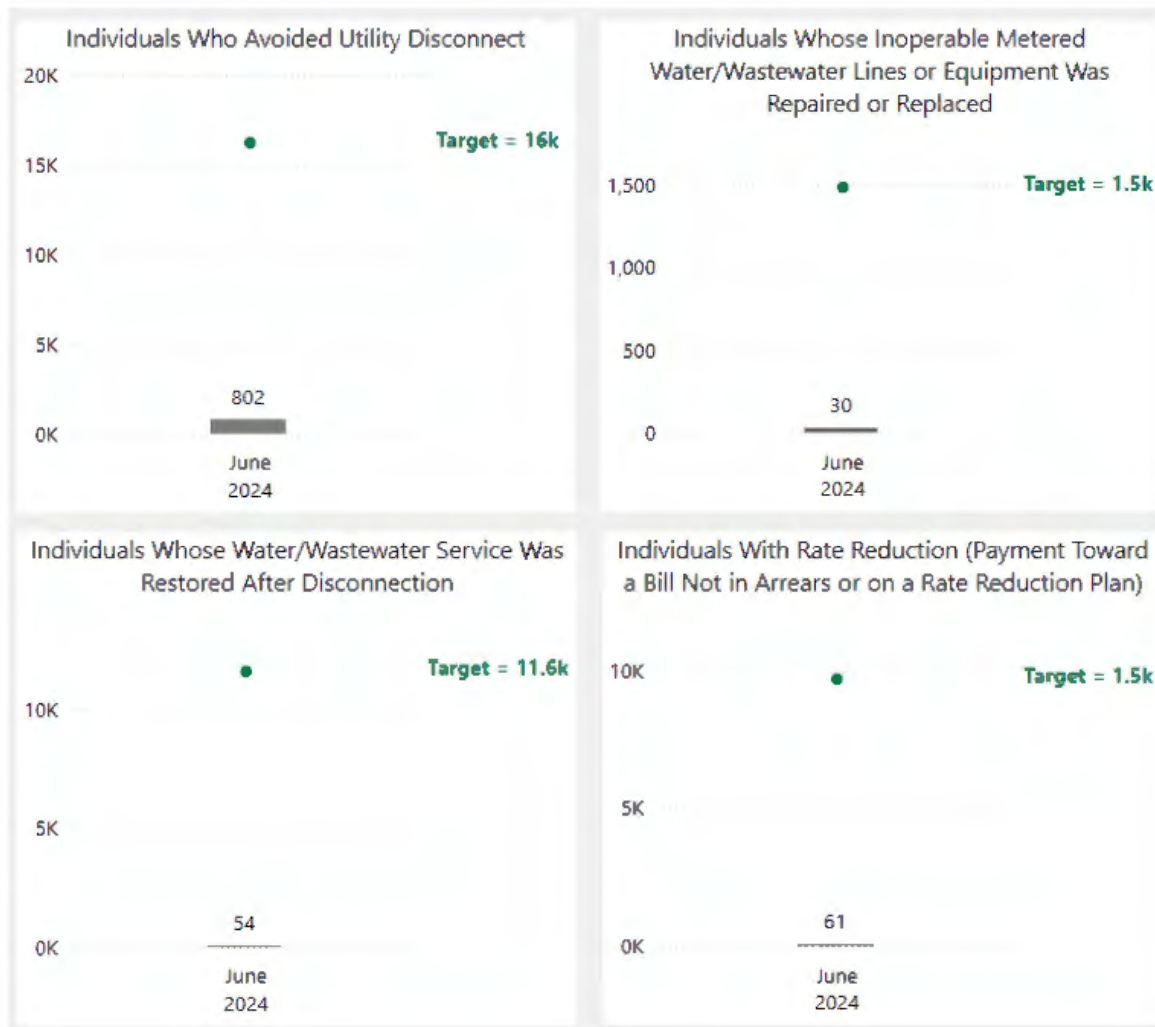 Individuals Who Avoided Utility Disconnect
20K
Target = 16k
15K
10K
5K
802
0K
June
2024
Individuals Whose Inoperable Metered
Water/Wastewater Lines or Equipment Was
Repaired or Replaced
1,500
Target = 1.5k
1,000
500
30
0
June
2024
Individuals Whose Water/Wastewater Service Was
Restored After Disconnection
Target = 11.6k
10K
5K
54
0K
June
2024
Individuals With Rate Reduction (Payment Toward
a Bill Not in Arrears or on a Rate Reduction Plan)
10K
Target = 1.5k
5K
61
0K
June
2024